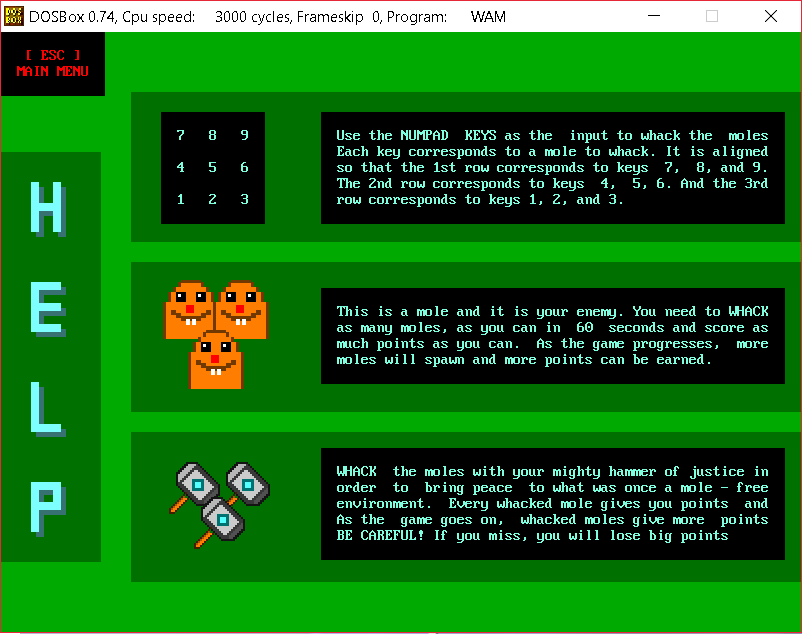 DOSBox 0.74, Cpu speed: 3000 cycles, Frameskip 0, Program: WAM
[ ESC ]
MAIN MENU
HELP
7 8 9
4 5 6
1 2 3
Use the NUMPAD KEYS as the input to whack the moles
Each key corresponds to a mole to whack. It is aligned
so that the 1st row corresponds to keys 7, 8, and 9.
The 2nd row corresponds to keys 4, 5, 6. And the 3rd
row corresponds to keys 1, 2, and 3.
This is a mole and it is your enemy. You need to WHACK
as many moles, as you can in 60 seconds and score as
much points as you can. As the game progresses, more
moles will spawn and more points can be earned.
WHACK the moles with your mighty hammer of justice in
order to bring peace to what was once a mole - free
environment. Every whacked mole gives you points and
As the game goes on, whacked moles give more points
BE CAREFUL! If you miss, you will lose big points